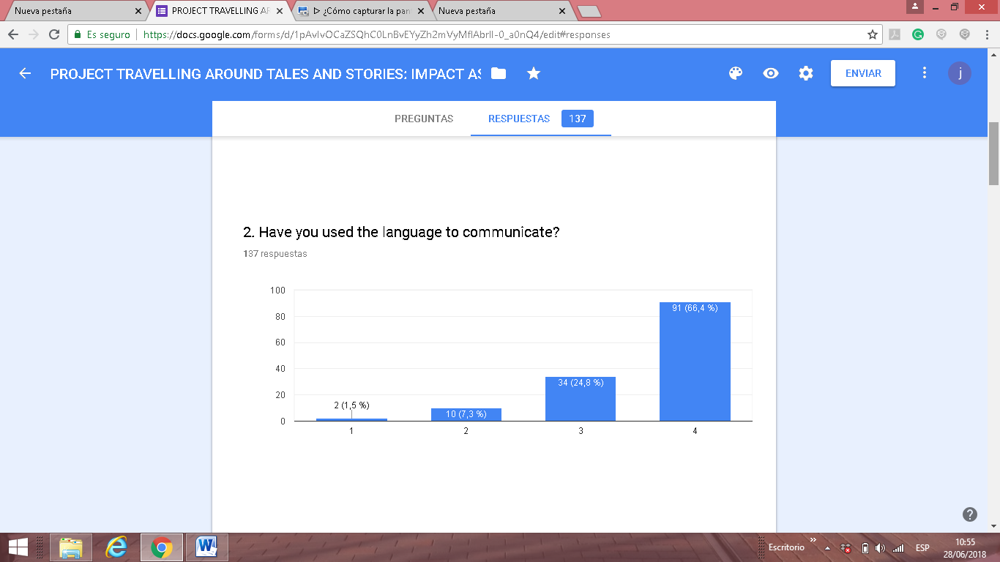 Nueva pestaña
PROJECT TRAVELLING AR
¿Cómo capturar la pan
Nueva pestaña
Es seguro
https://docs.google.com/forms/d/1pAvlvOCaZSQhC0LnBvEYyZh2mVyMflAbrlI-0_a0nQ4/edit#responses
PROJECT TRAVELLING AROUND TALES AND STORIES: IMPACT AS
ENVIAR
j
PREGUNTAS
RESPUESTAS 137
2. Have you used the language to communicate?
137 respuestas
100
80
60
40
20
0
2 (1,5 %)
10 (7,3 %)
34 (24,8 %)
91 (66,4 %)
1
2
3
4
Escritorio
ESP
10:55
28/06/2018